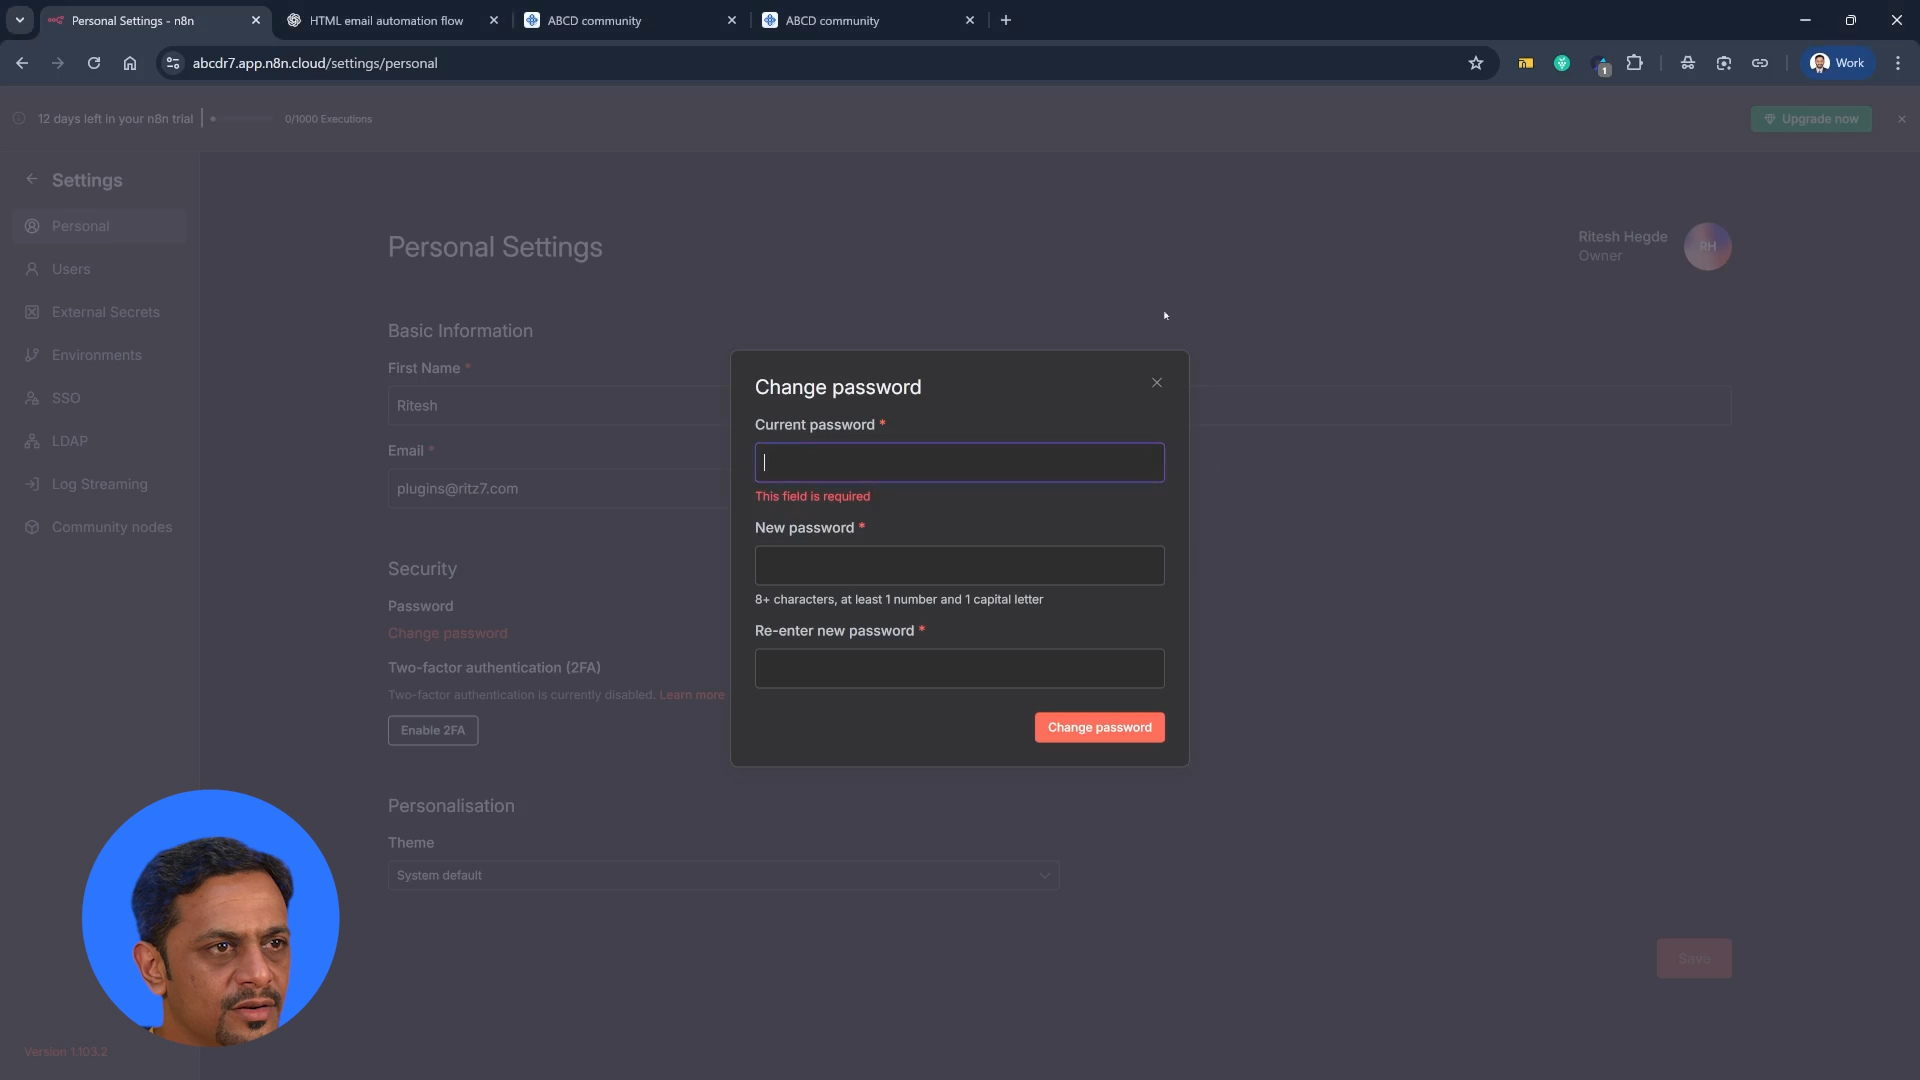 Personal Settings - n8n
HTML email automation flow
ABCD community
ABCD community
abcdr7.app.n8n.cloud/settings/personal
1
Work
12 days left in your n8n trial
0/1000 Executions
Upgrade now
Settings
Personal
Users
External Secrets
Environments
SSO
LDAP
Log Streaming
Community nodes
Version 1.103.2
Personal Settings
Ritesh Hegde
Owner
RH
Basic Information
First Name *
Ritesh
Email *
plugins@ritz7.com
Security
Password
Change password
Two-factor authentication (2FA)
Two-factor authentication is currently disabled. Learn more
Enable 2FA
Personalisation
Theme
System default
Save
Change password
Current password *
This field is required
New password *
8+ characters, at least 1 number and 1 capital letter
Re-enter new password *
Change password